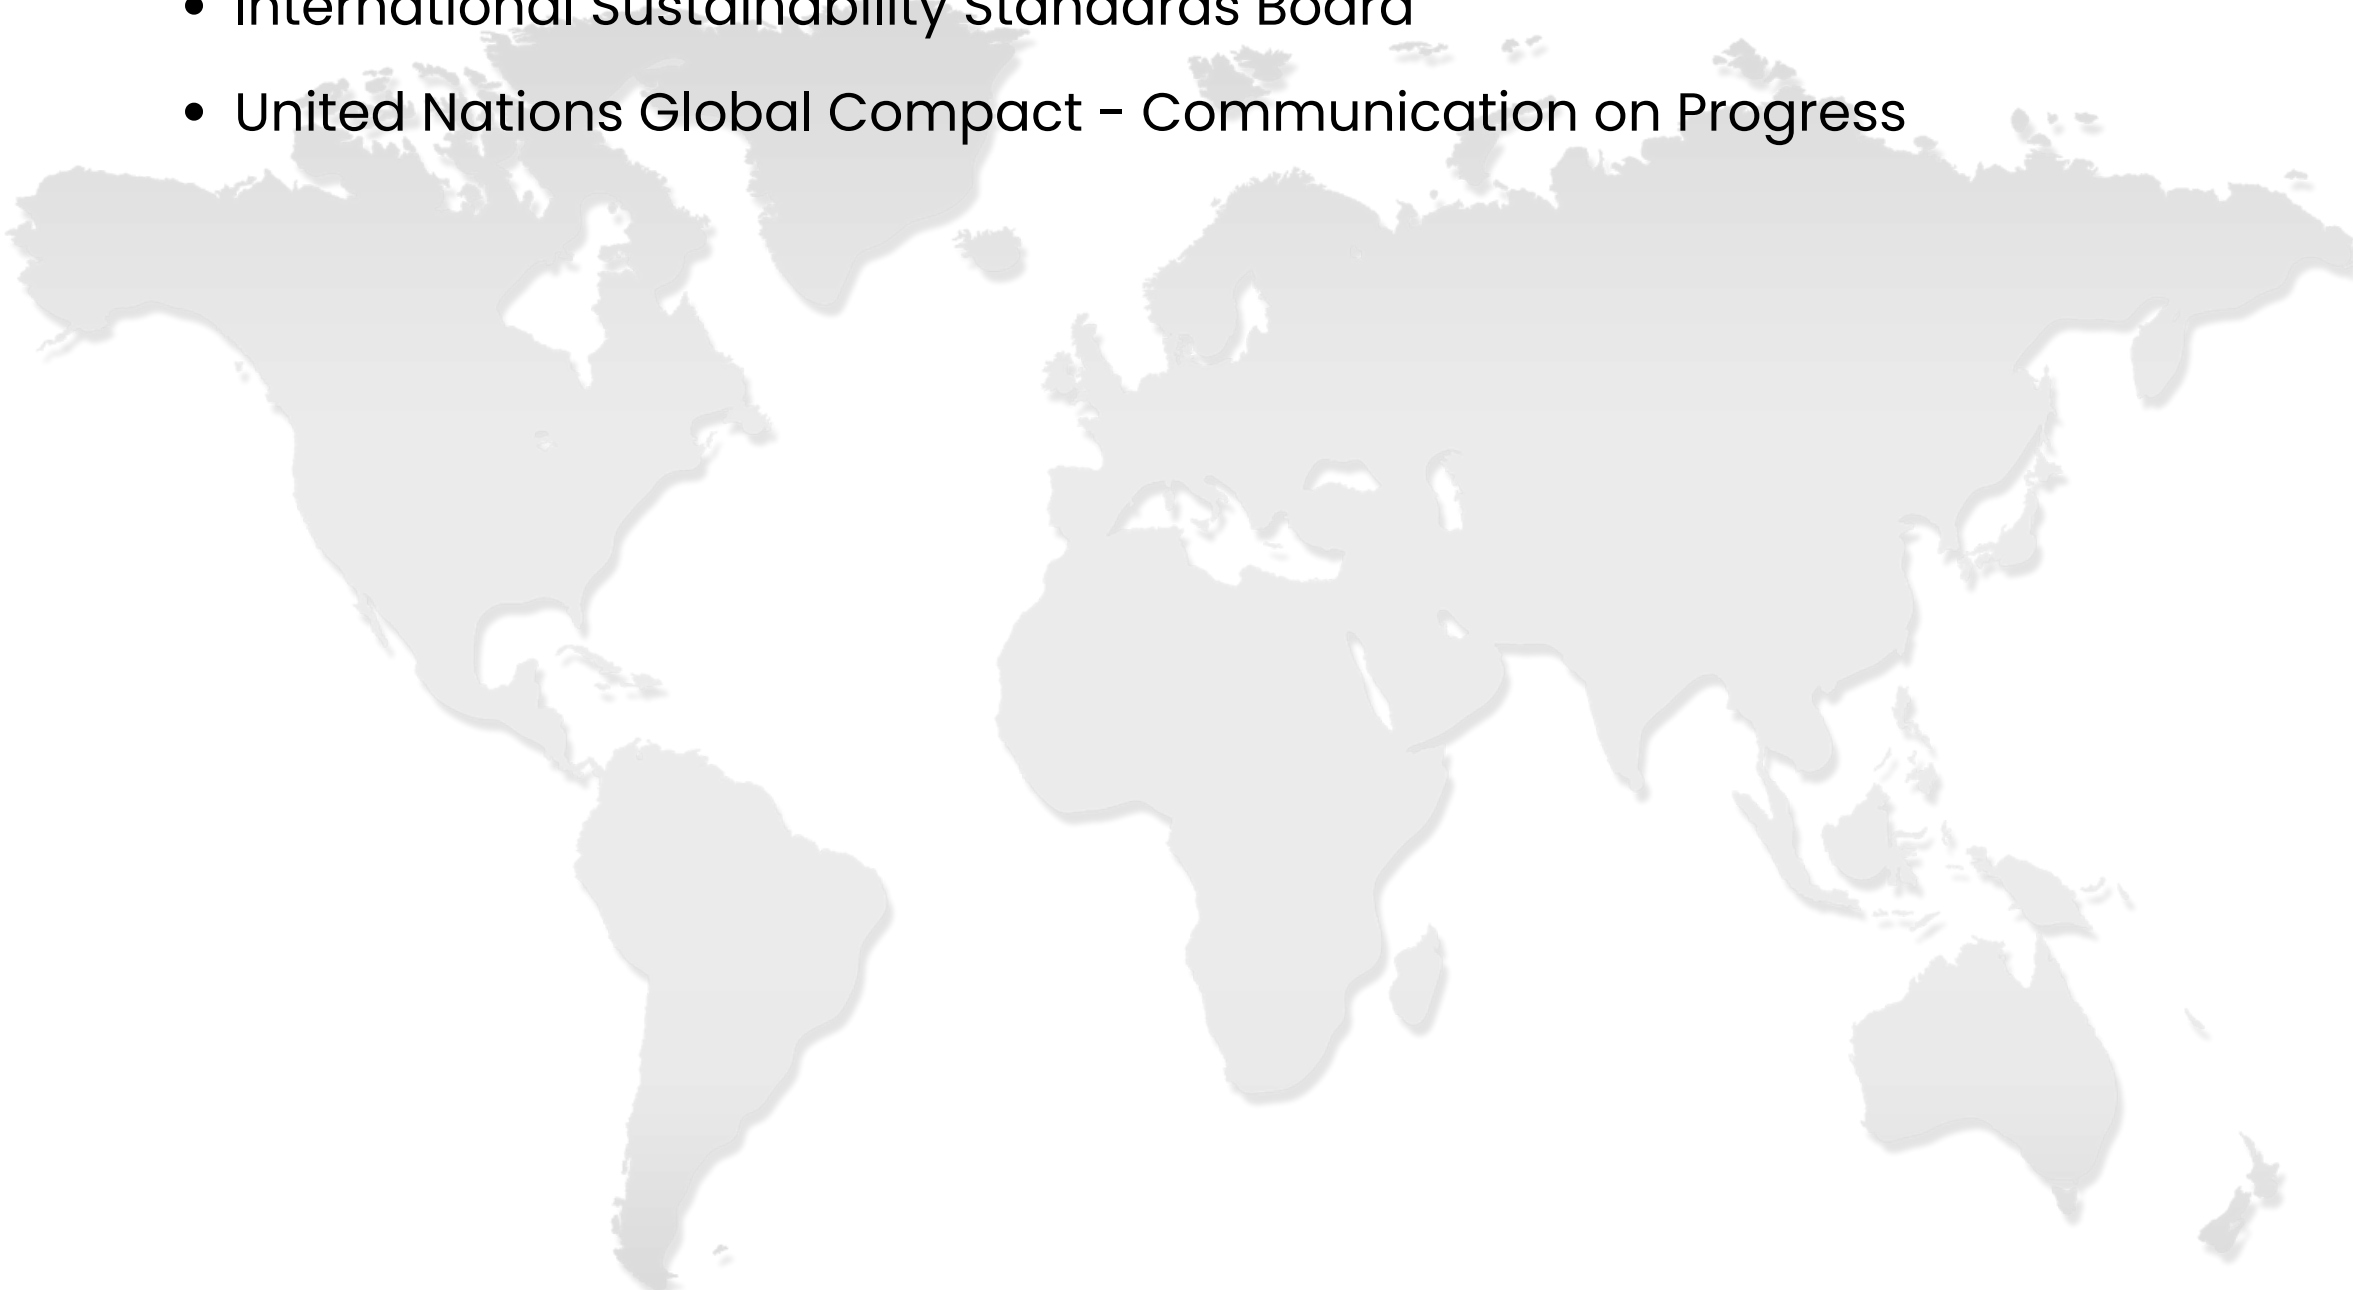 • International Sustainability Standards Board
• United Nations Global Compact - Communication on Progress